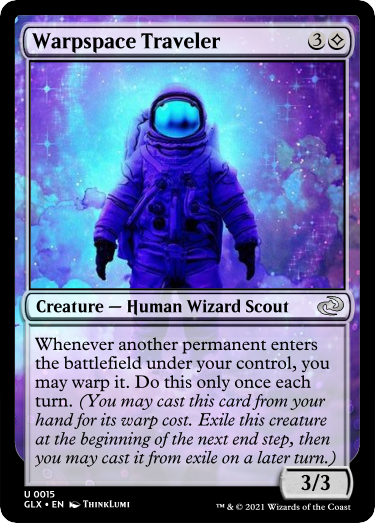 Warpspace Traveler 3
Creature — Human Wizard Scout
Whenever another permanent enters
the battlefield under your control, you
may warp it. Do this only once each
turn. (You may cast this card from your
hand for its warp cost. Exile this creature
at the beginning of the next end step, then
you may cast it from exile on a later turn.)
3/3
U 0015
GLX • EN ThinkLumi
™ & © 2021 Wizards of the Coast